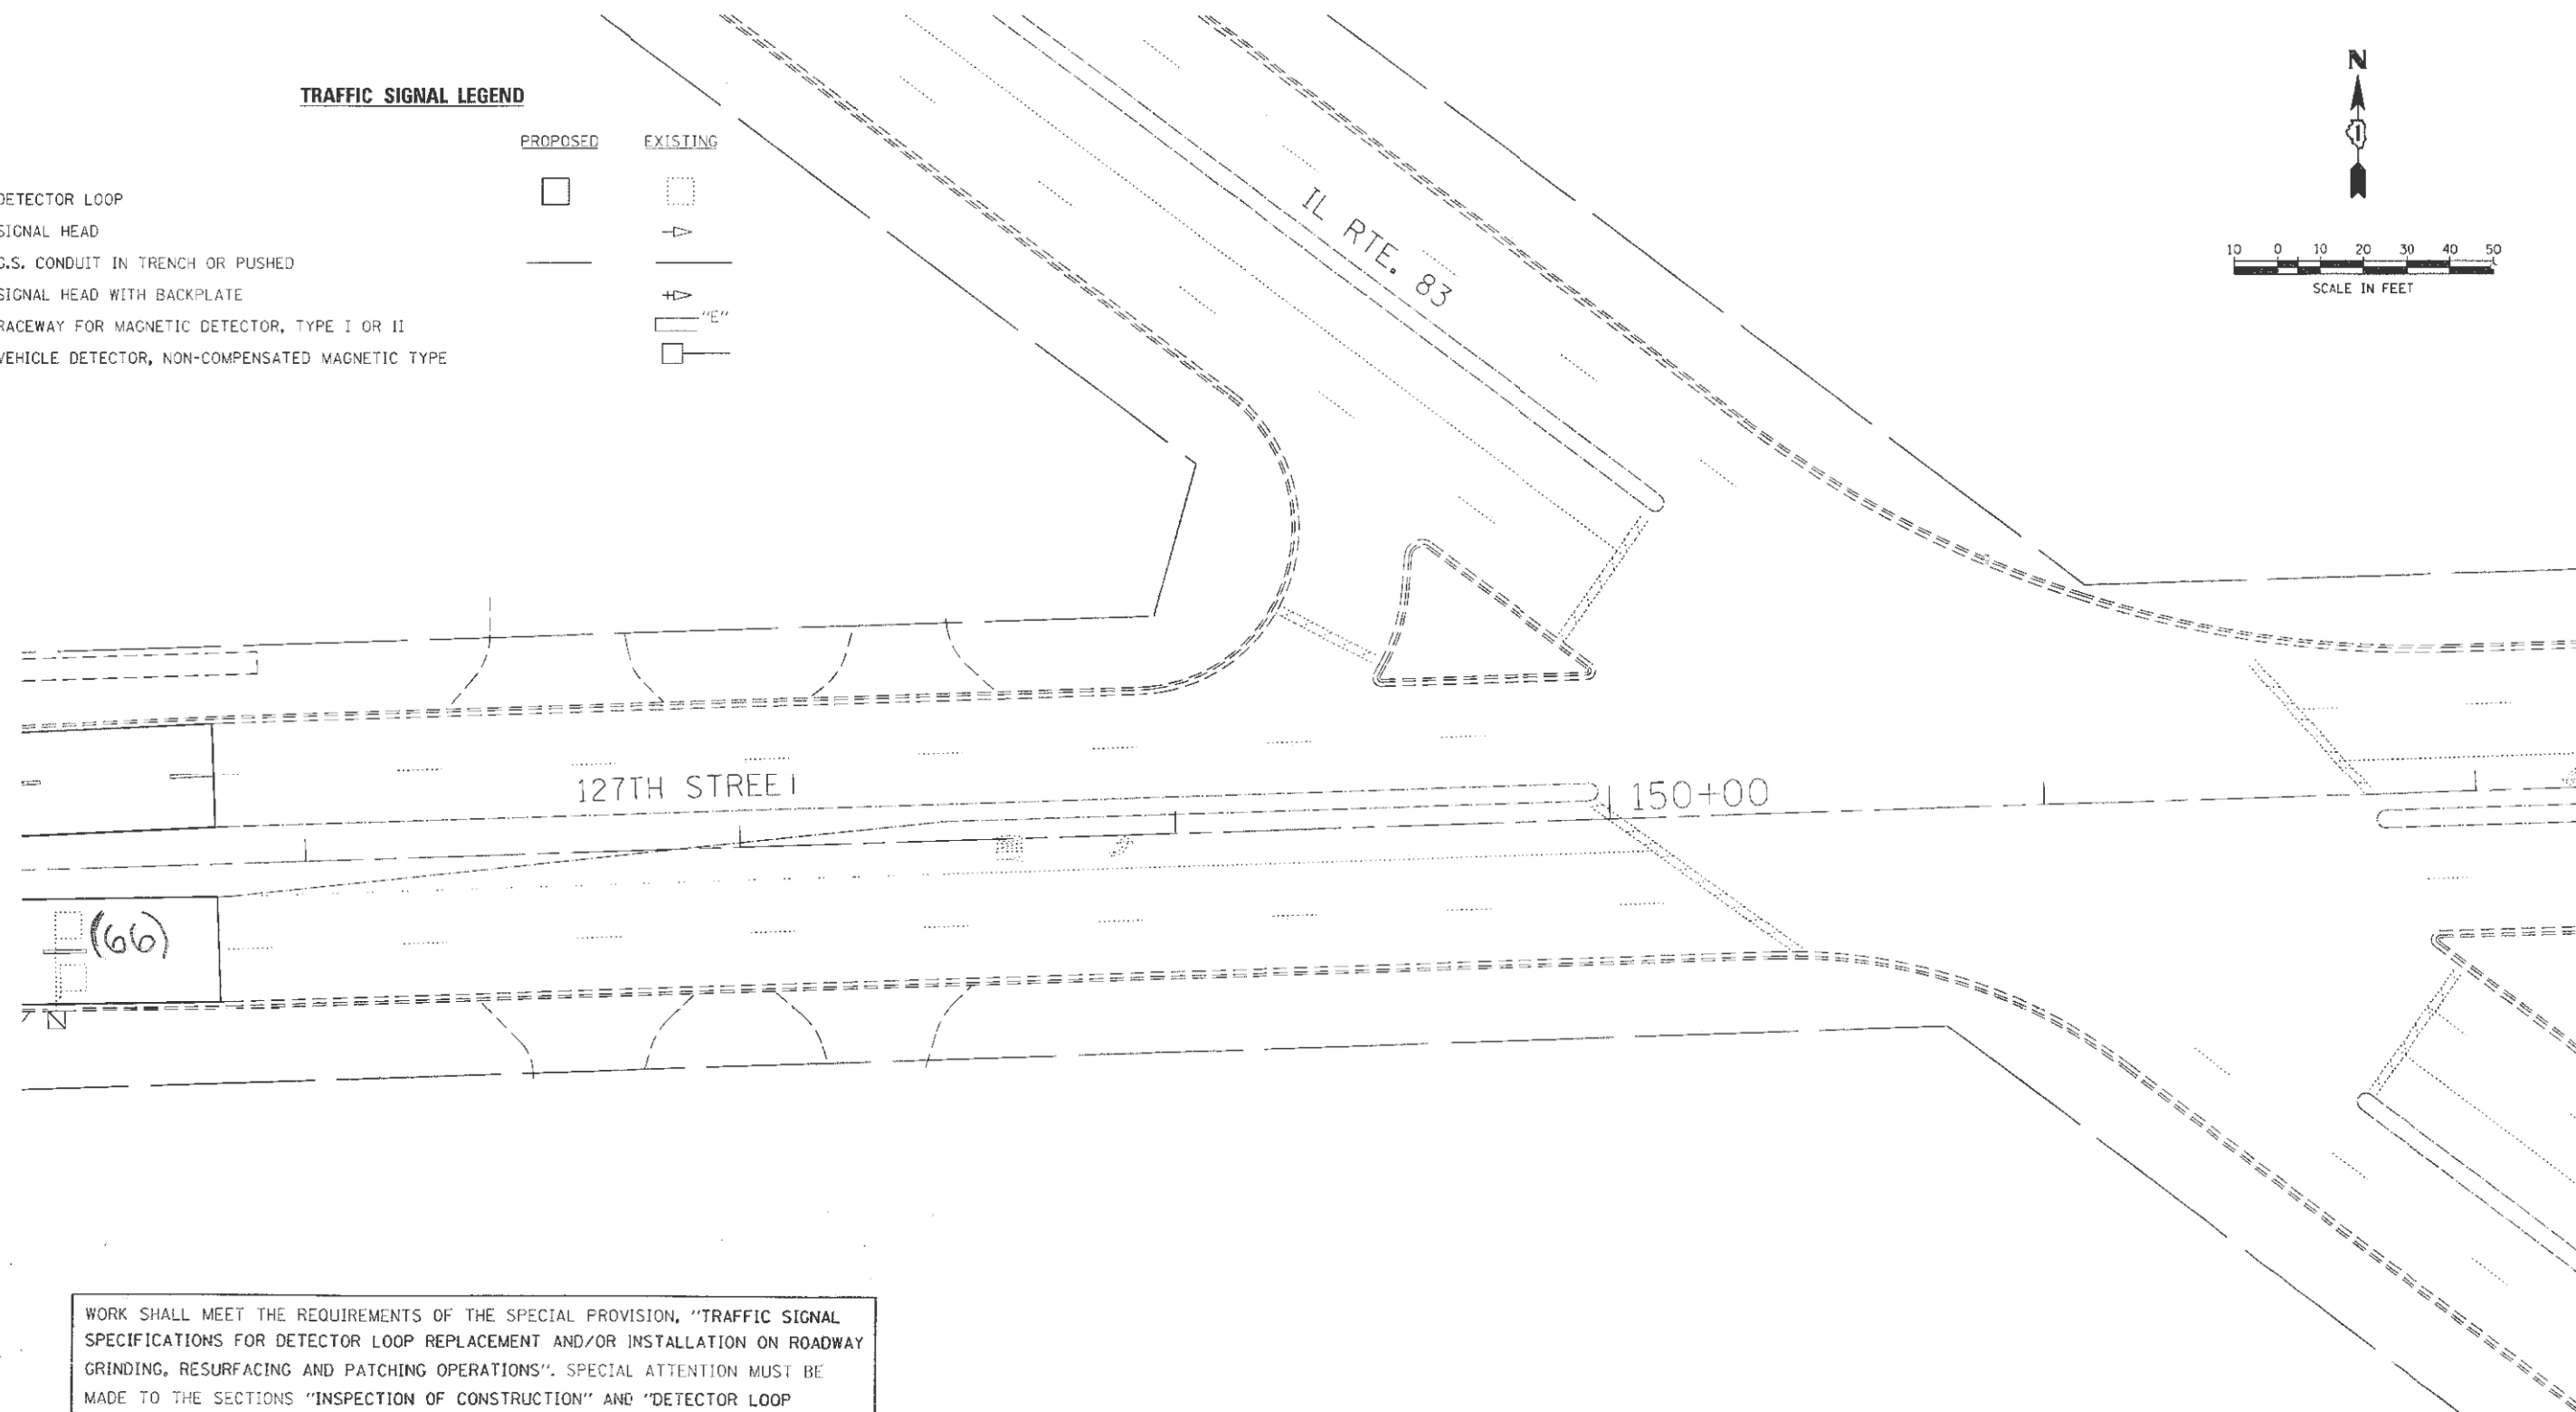 TRAFFIC SIGNAL LEGEND
PROPOSED EXISTING
DETECTOR LOOP
SIGNAL HEAD
G.S. CONDUIT IN TRENCH OR PUSHED
SIGNAL HEAD WITH BACKPLATE
RACEWAY FOR MAGNETIC DETECTOR, TYPE I OR II "E"
VEHICLE DETECTOR, NON-COMPENSATED MAGNETIC TYPE
N
1
10 0 10 20 30 40 50
SCALE IN FEET
IL RTE. 83
127TH STREET
150+00
(66)
WORK SHALL MEET THE REQUIREMENTS OF THE SPECIAL PROVISION, "TRAFFIC SIGNAL
SPECIFICATIONS FOR DETECTOR LOOP REPLACEMENT AND/OR INSTALLATION ON ROADWAY
GRINDING, RESURFACING AND PATCHING OPERATIONS". SPECIAL ATTENTION MUST BE
MADE TO THE SECTIONS "INSPECTION OF CONSTRUCTION" AND "DETECTOR LOOP